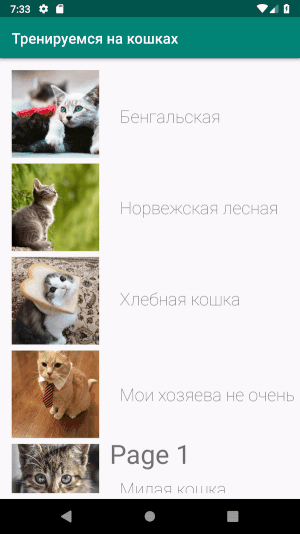 7:33
Тренируемся на кошках
Бенгальская
Норвежская лесная
Хлебная кошка
Мои хозяева не очень
Page 1
Милая кошка